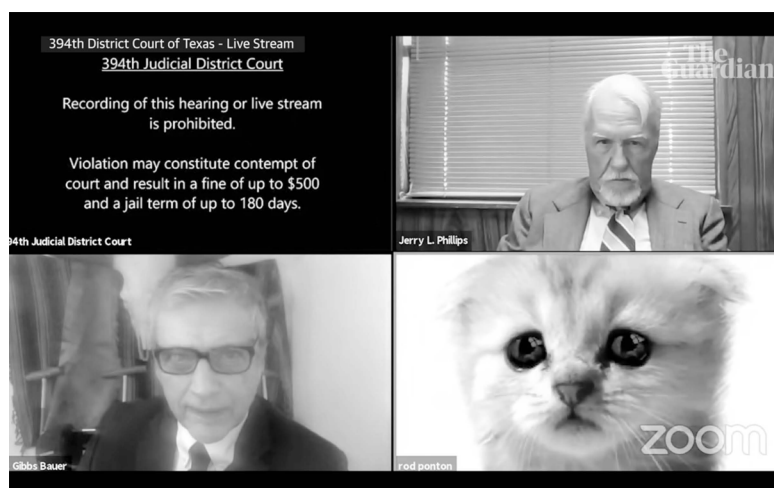 394th District Court of Texas - Live Stream
394th Judicial District Court
Recording of this hearing or live stream
is prohibited.
Violation may constitute contempt of
court and result in a fine of up to $500
and a jail term of up to 180 days.
94th Judicial District Court
The
Guardian
Jerry L. Phillips
Gibbs Bauer
rod ponton
zoom